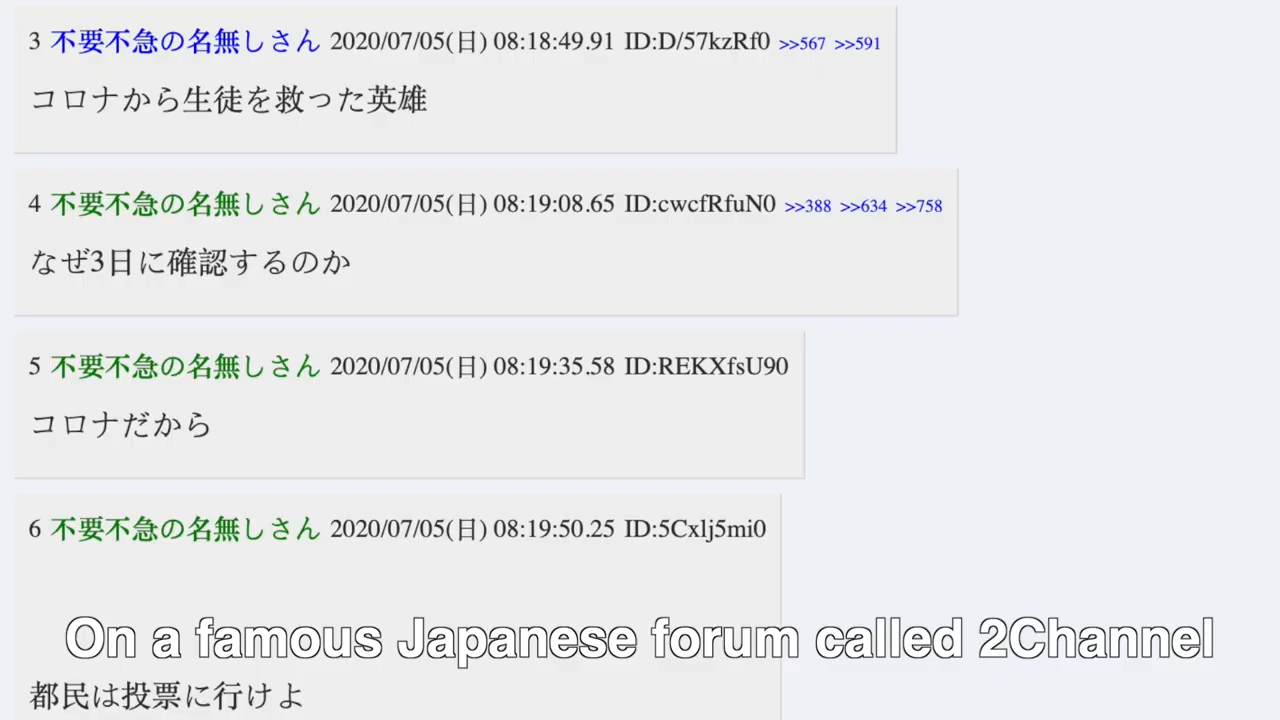 3 不要不急の名無しさん 2020/07/05(日) 08:18:49.91 ID:D/57kzRf0 >>567 >>591
コロナから生徒を救った英雄
4 不要不急の名無しさん 2020/07/05(日) 08:19:08.65 ID:cwcfRfuN0 >>388 >>634 >>758
なぜ3日に確認するのか
5 不要不急の名無しさん 2020/07/05(日) 08:19:35.58 ID:REKXfsU90
コロナだから
6 不要不急の名無しさん 2020/07/05(日) 08:19:50.25 ID:5Cxlj5mi0
On a famous Japanese forum called 2Channel
都民は投票に行けよ